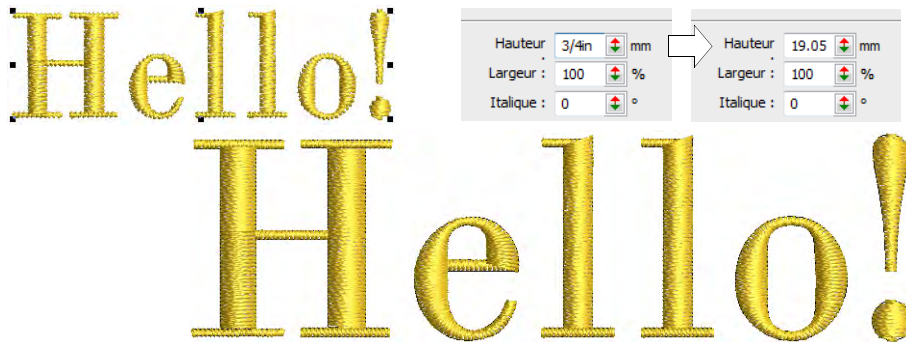 Hello!
Hauteur : 3/4in mm
Largeur : 100 %
Italique : 0 °
Hauteur : 19.05 mm
Largeur : 100 %
Italique : 0 °
Hello!